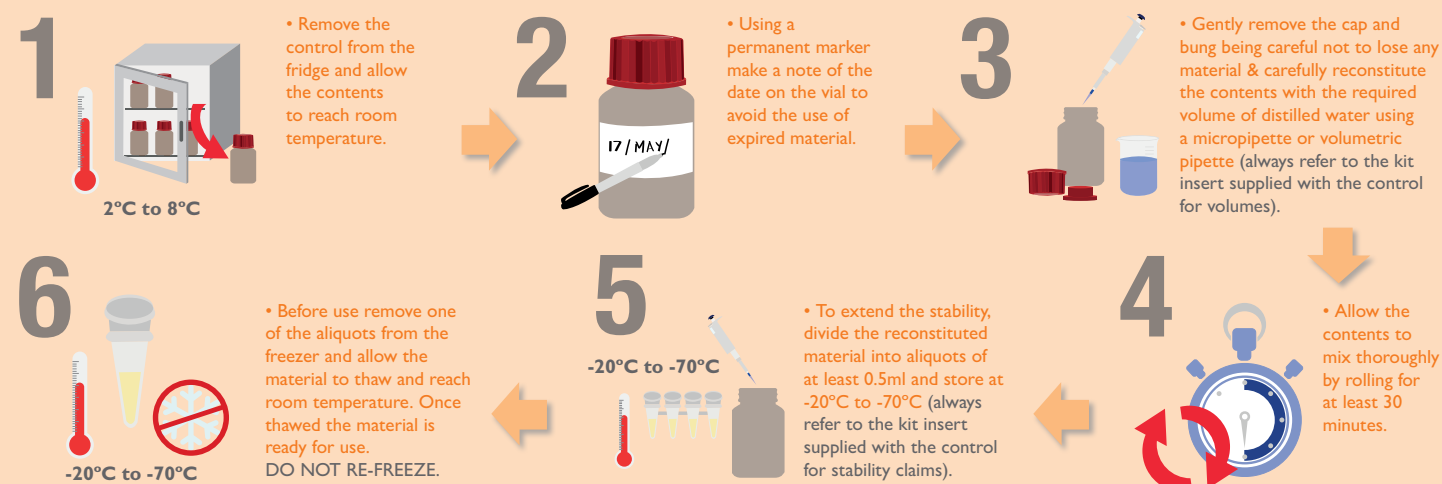 1
• Remove the
control from the
fridge and allow
the contents
to reach room
temperature.
2ºC to 8ºC
2
17/MAY/
• Using a
permanent marker
make a note of the
date on the vial to
avoid the use of
expired material.
3
• Gently remove the cap and
bung being careful not to lose any
material & carefully reconstitute
the contents with the required
volume of distilled water using
a micropipette or volumetric
pipette (always refer to the kit
insert supplied with the control
for volumes).
4
• Allow the
contents to
mix thoroughly
by rolling for
at least 30
minutes.
5
-20ºC to -70ºC
• To extend the stability,
divide the reconstituted
material into aliquots of
at least 0.5ml and store at
-20ºC to -70ºC (always
refer to the kit insert
supplied with the control
for stability claims).
6
-20ºC to -70ºC
• Before use remove one
of the aliquots from the
freezer and allow the
material to thaw and reach
room temperature. Once
thawed the material is
ready for use.
DO NOT RE-FREEZE.